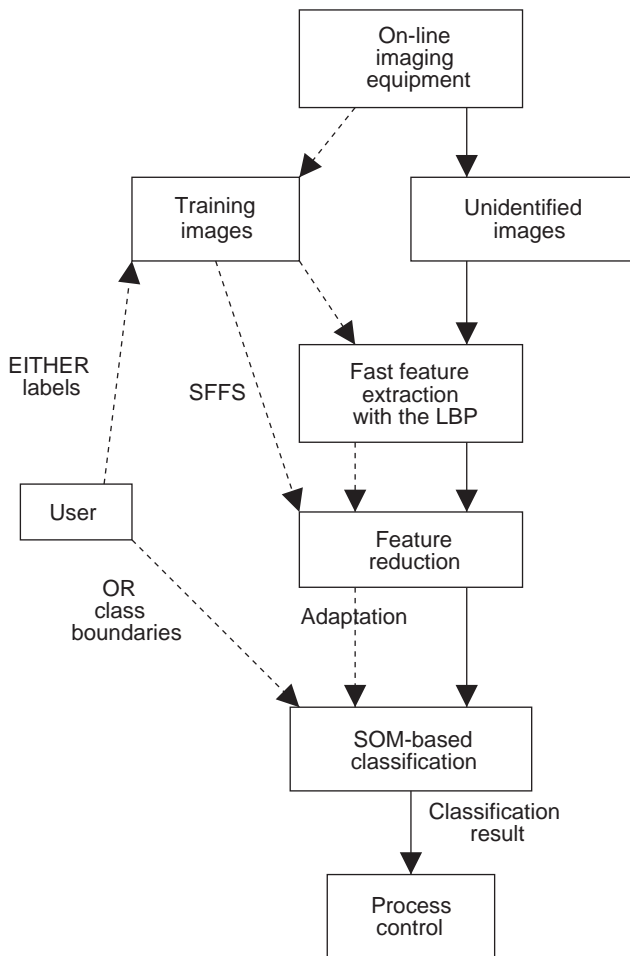 On-line
imaging
equipment
Training
images
Unidentified
images
EITHER
labels
SFFS
Fast feature
extraction
with the LBP
User
Feature
reduction
OR
class
boundaries
Adaptation
SOM-based
classification
Classification
result
Process
control